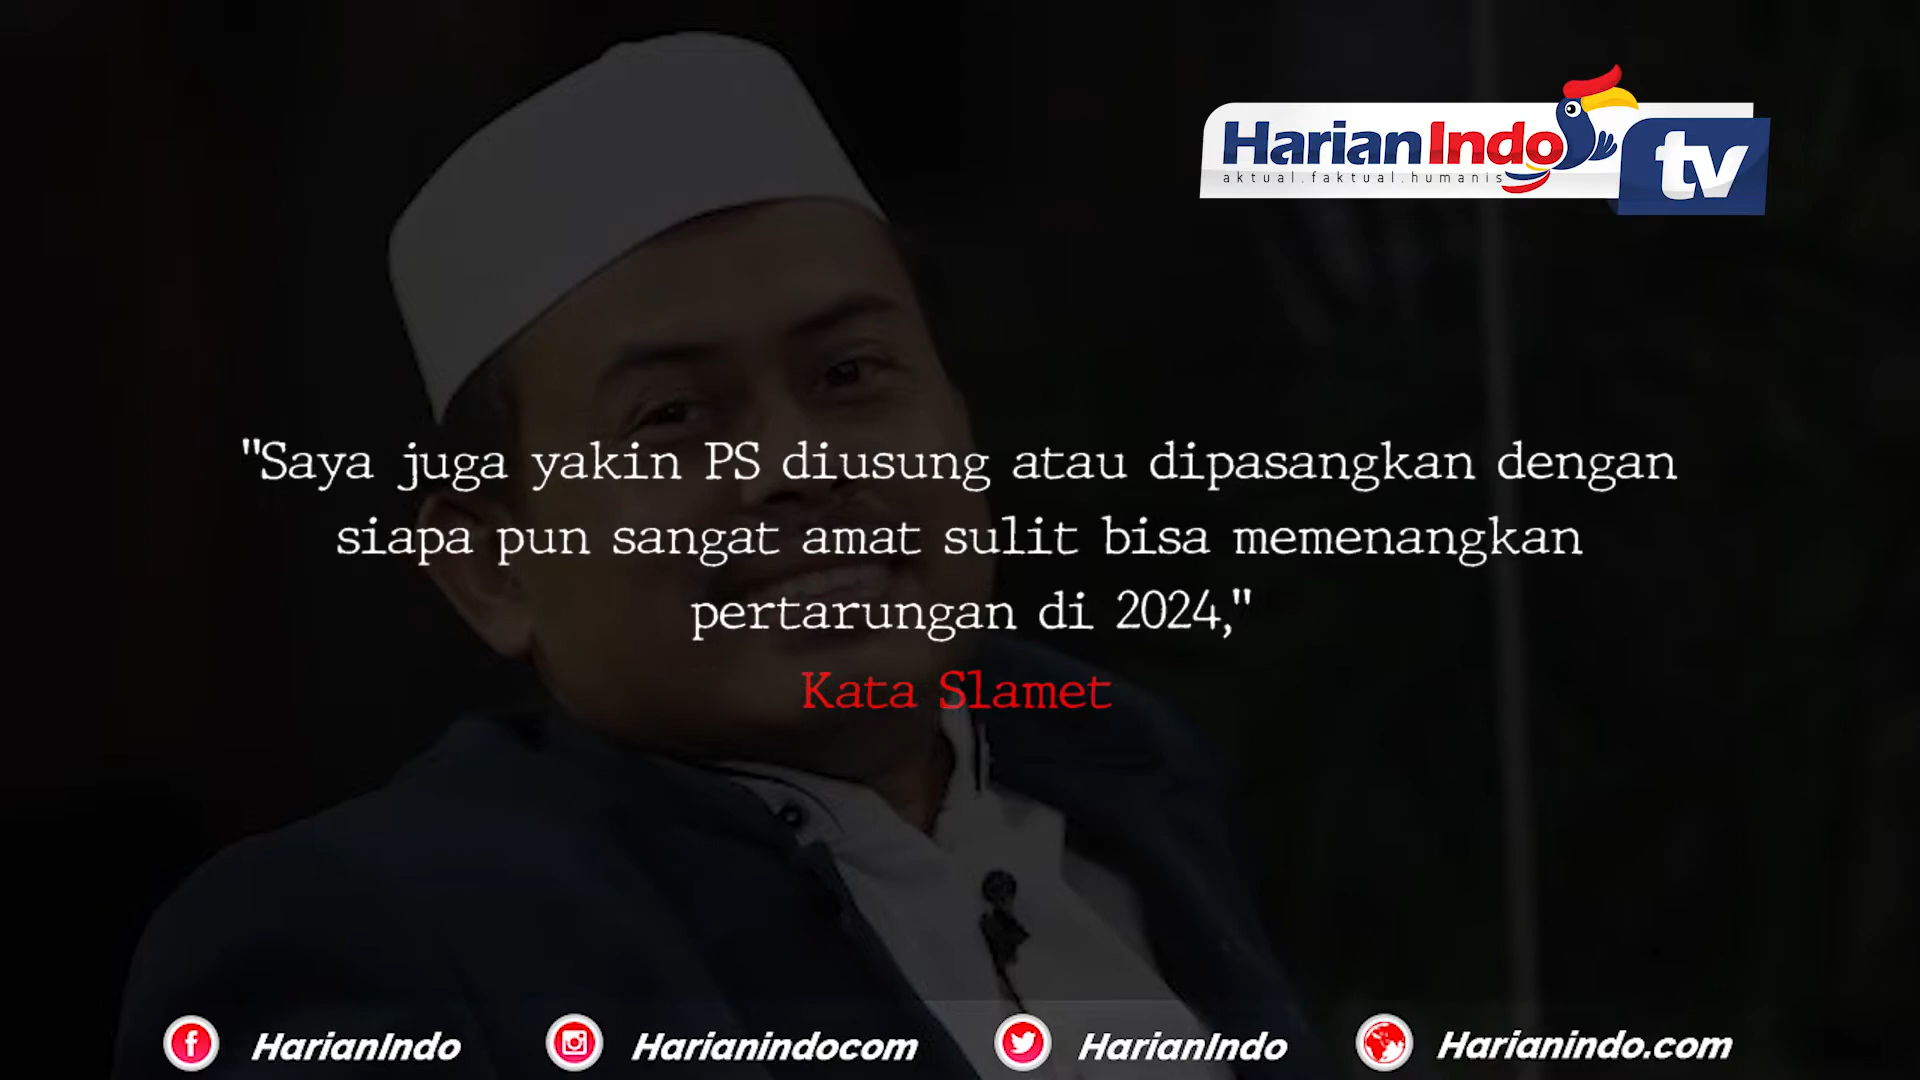 HarianIndo tv
aktual.faktual.humanis
"Saya juga yakin PS diusung atau dipasangkan dengan
siapa pun sangat amat sulit bisa memenangkan
pertarungan di 2024,"
Kata Slamet
HarianIndo Harianindocom HarianIndo Harianindo.com